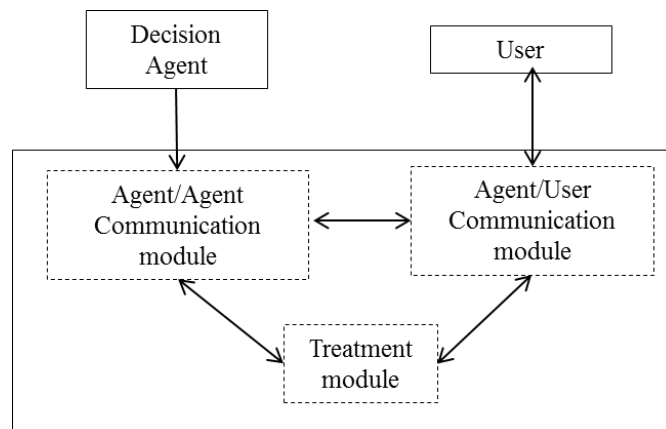 Decision
Agent
User
Agent/Agent
Communication
module
Agent/User
Communication
module
Treatment
module